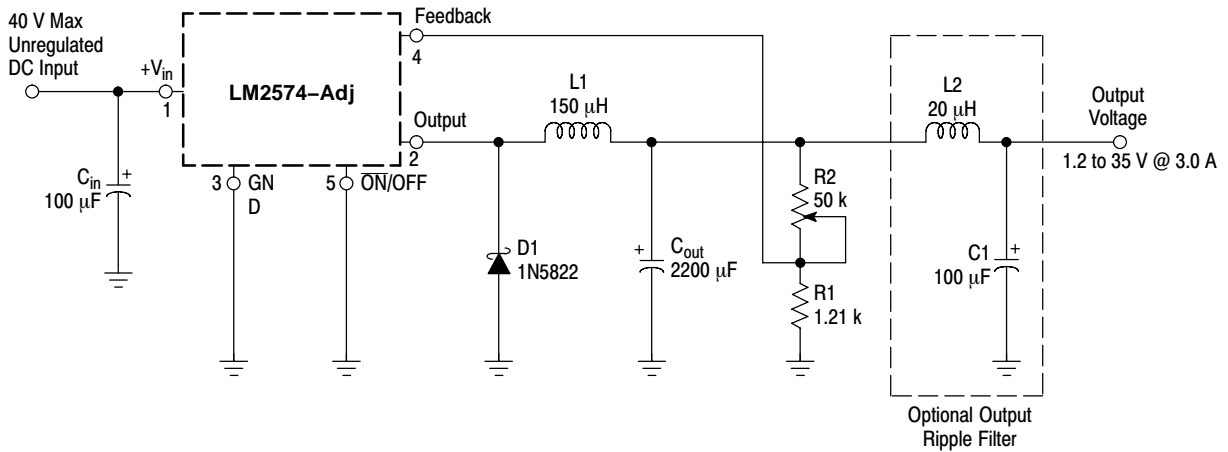 40 V Max
Unregulated
DC Input
+Vin
1
LM2574–Adj
Feedback
4
Output
2
3
GN
D
5
ON/OFF
Cin
100 µF
+
L1
150 µH
D1
1N5822
+
Cout
2200 µF
R2
50 k
R1
1.21 k
L2
20 µH
C1
100 µF
+
Output
Voltage
1.2 to 35 V @ 3.0 A
Optional Output
Ripple Filter